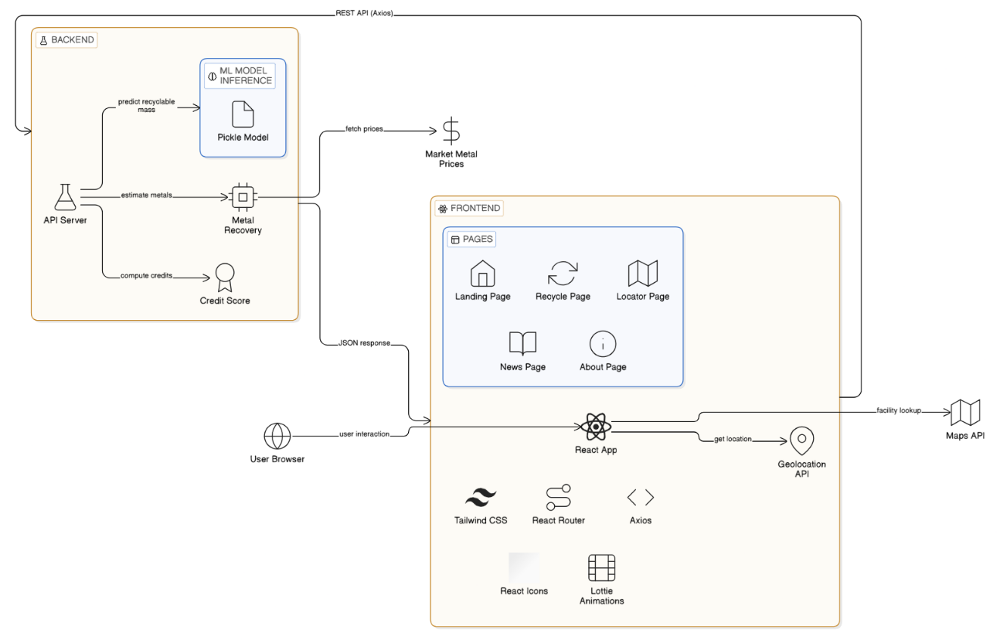 REST API (Axios)
BACKEND
ML MODEL
INFERENCE
predict recyclable
mass
Pickle Model
fetch prices
Market Metal
Prices
estimate metals
API Server
Metal
Recovery
compute credits
Credit Score
FRONTEND
PAGES
Landing Page
Recycle Page
Locator Page
News Page
About Page
JSON response
user interaction
User Browser
React App
facility lookup
Maps API
get location
Geolocation
API
Tailwind CSS
React Router
Axios
React Icons
Lottie
Animations